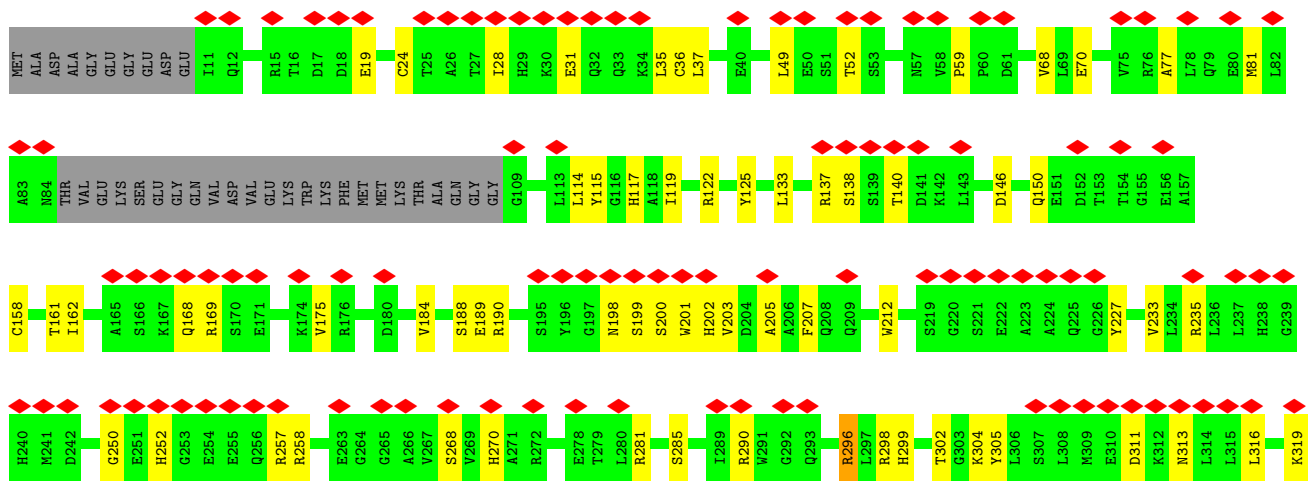 MET ALA ASP ALA GLY GLU GLY GLU ASP GLU I11 Q12 R15 T16 D17 D18 E19 C24 T25 A26 T27 I28 H29 K30 E31 Q32 Q33 K34 L35 C36 L37 E40 L49 E50 S51 T52 S53 N57 V58 P59 P60 D61 V68 L69 E70 V75 R76 A77 L78 Q79 E80 M81 L82
A83 N84 THR VAL GLU LYS SER GLU GLY GLN VAL ASP VAL GLU LYS TRP LYS PHE MET MET LYS THR ALA GLN GLY GLY G109 L113 L114 Y115 G116 H117 A118 I119 R122 Y125 L133 R137 S138 S139 T140 D141 K142 L143 D146 Q150 E151 D152 T153 T154 G155 E156 A157
C158 T161 I162 A165 S166 K167 Q168 R169 S170 E171 K174 V175 R176 D180 V184 S188 E189 R190 S195 Y196 G197 N198 S199 S200 W201 H202 V203 D204 A205 A206 F207 Q208 Q209 W212 S219 G220 S221 E222 A223 A224 Q225 G226 Y227 V233 L234 R235 L236 L237 H238 G239
H240 M241 D242 G250 E251 H252 G253 E254 E255 Q256 R257 R258 E263 G264 G265 A266 V267 S268 V269 H270 A271 R272 E278 T279 L280 R281 S285 I289 R290 W291 G292 Q293 R296 L297 R298 H299 T302 G303 K304 Y305 L306 S307 L308 M309 E310 D311 K312 N313 L314 L315 L316 K319